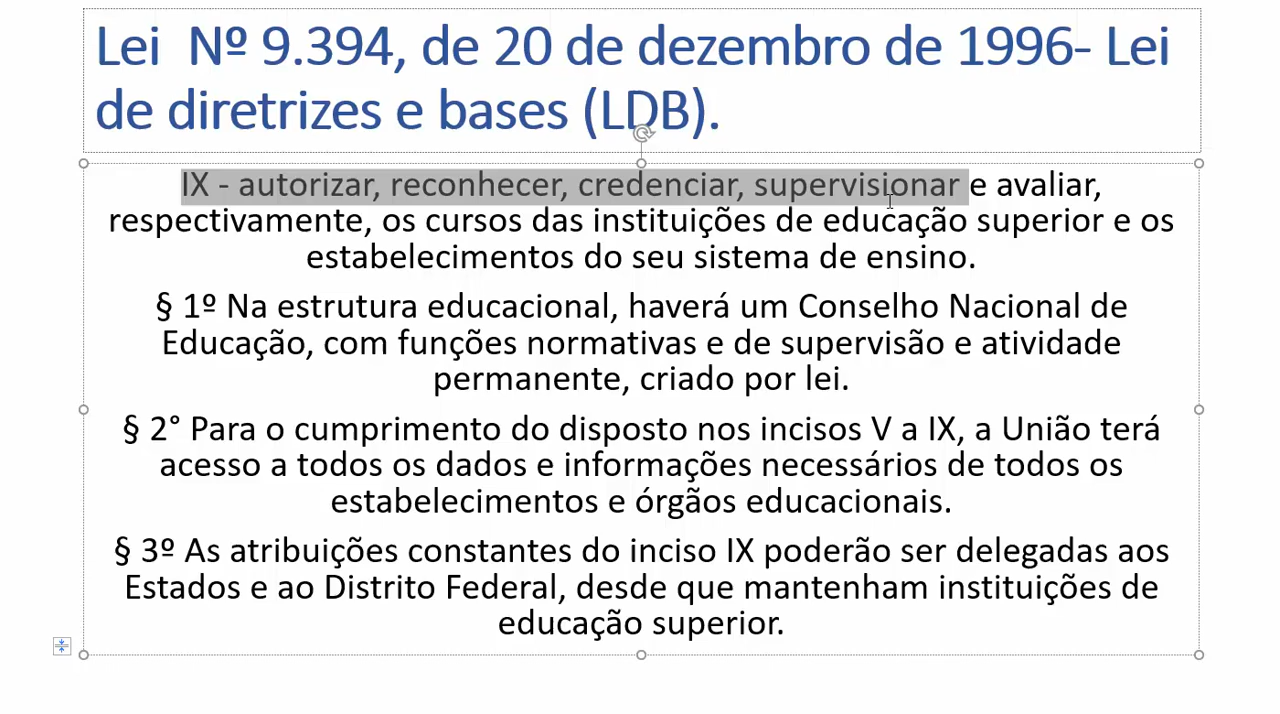 Lei Nº 9.394, de 20 de dezembro de 1996- Lei
de diretrizes e bases (LDB).
IX - autorizar, reconhecer, credenciar, supervisionar e avaliar,
respectivamente, os cursos das instituições de educação superior e os
estabelecimentos do seu sistema de ensino.
§ 1º Na estrutura educacional, haverá um Conselho Nacional de
Educação, com funções normativas e de supervisão e atividade
permanente, criado por lei.
§ 2° Para o cumprimento do disposto nos incisos V a IX, a União terá
acesso a todos os dados e informações necessários de todos os
estabelecimentos e órgãos educacionais.
§ 3º As atribuições constantes do inciso IX poderão ser delegadas aos
Estados e ao Distrito Federal, desde que mantenham instituições de
educação superior.